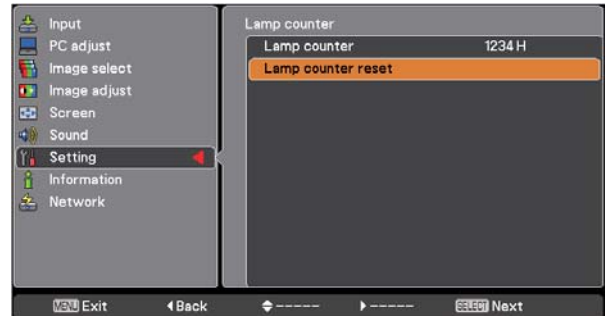 Input
PC adjust
Image select
Image adjust
Screen
Sound
Setting
Information
Network
Lamp counter
Lamp counter 1234 H
Lamp counter reset
MENU Exit ◀Back -----  ----- SELECT Next